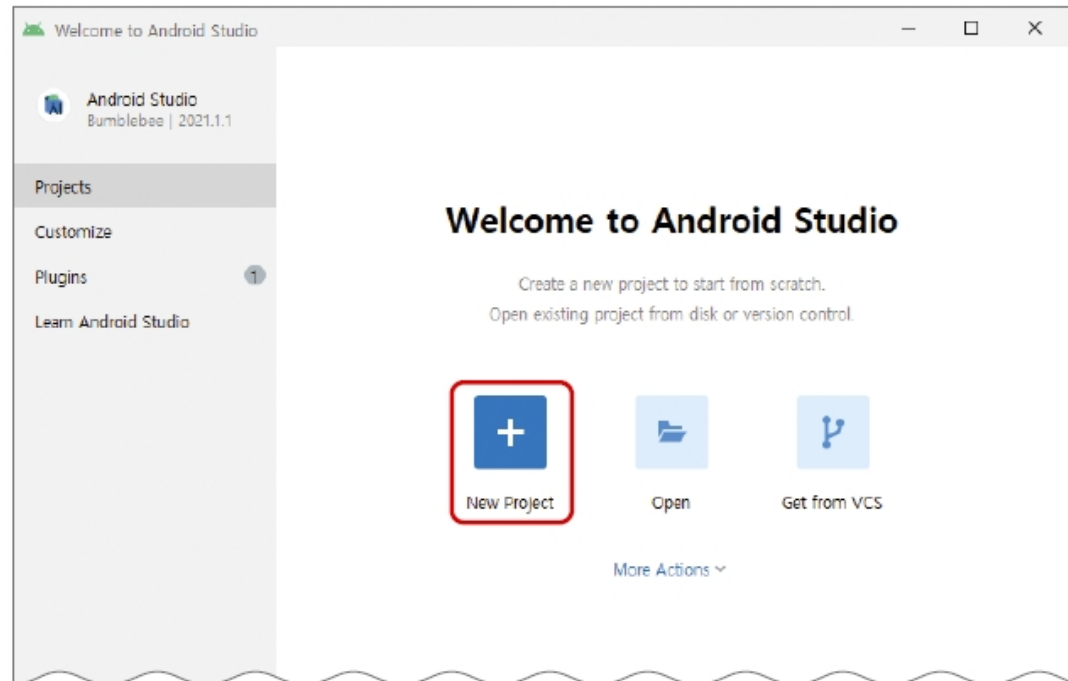 Welcome to Android Studio
Android Studio
Bumblebee | 2021.1.1
Projects
Customize
Plugins 1
Learn Android Studio
Welcome to Android Studio
Create a new project to start from scratch.
Open existing project from disk or version control.
New Project
Open
Get from VCS
More Actions